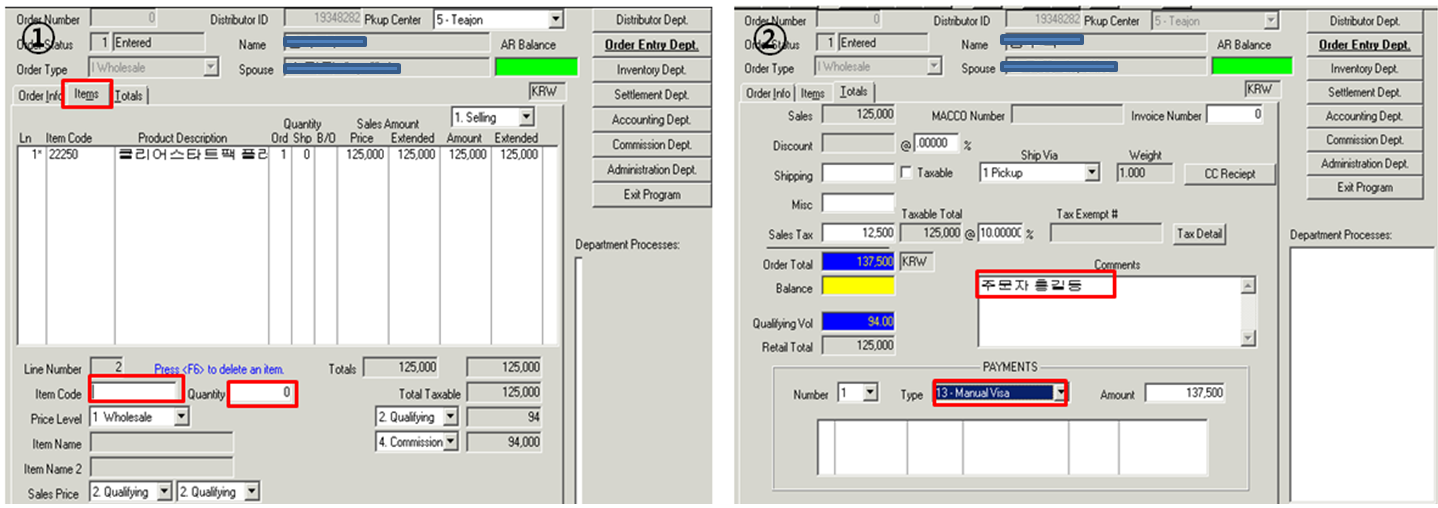 ①
Order Number 0 Distributor ID 19348282 Pkup Center 5 - Teajon
Order Status 1 Entered Name AR Balance
Order Type Wholesale Spouse
Order Info Items Totals KRW
1. Selling
Quantity Sales Amount
Ln Item Code Product Description Ord Shp B/O Price Extended Amount Extended
1* 22250 클리어스타트팩 플리 1 0 125,000 125,000 125,000 125,000
Line Number 2 Press <F6> to delete an item. Totals 125,000 125,000
Item Code Quantity 0 Total Taxable 125,000
Price Level 1 Wholesale 2. Qualifying 94
Item Name 4. Commission 94,000
Item Name 2
Sales Price 2. Qualifying 2. Qualifying
Distributor Dept.
Order Entry Dept.
Inventory Dept.
Settlement Dept.
Accounting Dept.
Commission Dept.
Administration Dept.
Exit Program
Department Processes:
②
Order Number 0 Distributor ID 19348282 Pkup Center 5 - Teajon
Order Status 1 Entered Name AR Balance
Order Type Wholesale Spouse
Order Info Items Totals KRW
Sales 125,000 MACCO Number Invoice Number 0
Discount @ .00000 %
Ship Via Weight
Shipping Taxable 1 Pickup 1.000 CC Reciept
Misc
Taxable Total Tax Exempt #
Sales Tax 12,500 125,000 @ 10.00000 % Tax Detail
Order Total 137,500 KRW Comments
Balance 주문자 홍길동
Qualifying Vol 94.00
Retail Total 125,000
PAYMENTS
Number 1 Type 13 - Manual Visa Amount 137,500
Distributor Dept.
Order Entry Dept.
Inventory Dept.
Settlement Dept.
Accounting Dept.
Commission Dept.
Administration Dept.
Exit Program
Department Processes: